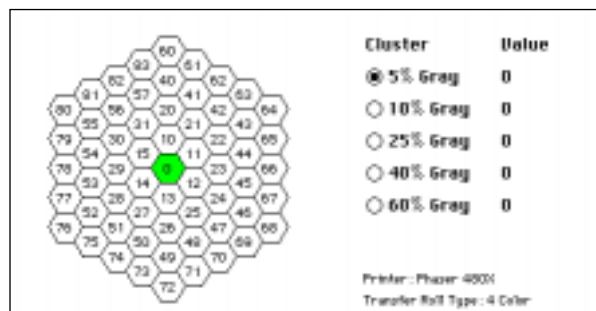 60
83 61
82 40 62
81 57 41 63
80 56 20 42 64
55 31 21 43
79 30 10 22 65
54 15 11 44
78 29 0 23 66
53 14 12 45
77 28 13 24 67
52 27 25 46
76 51 26 47 68
75 50 48 69
74 49 70
73 71
72
Cluster Value
5% Gray 0
10% Gray 0
25% Gray 0
40% Gray 0
60% Gray 0
Printer : Phaser 480X
Transfer Roll Type : 4 Color